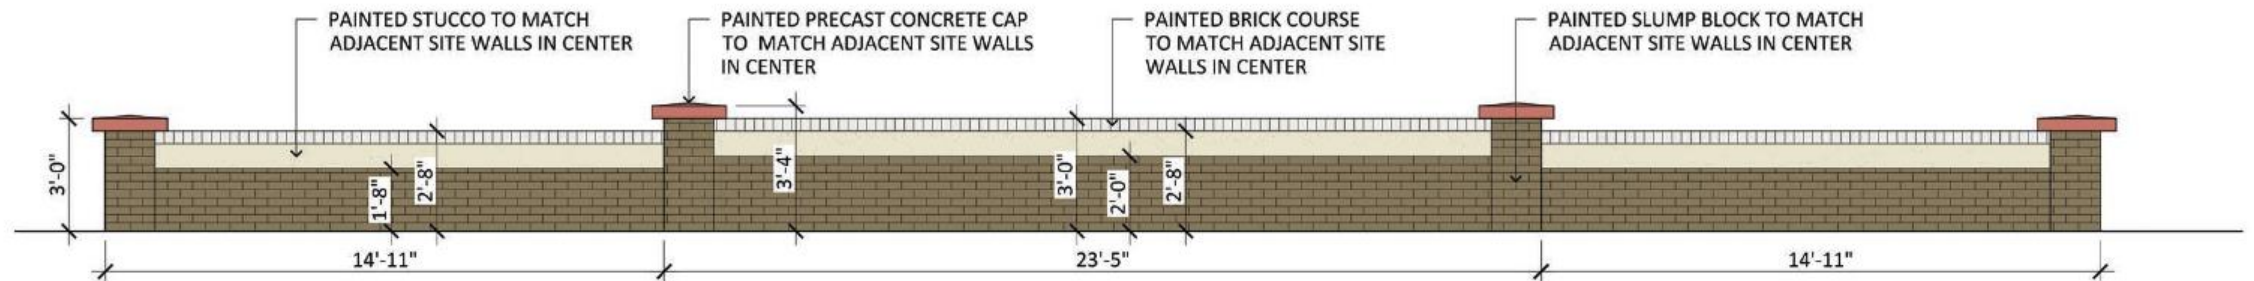 PAINTED STUCCO TO MATCH
ADJACENT SITE WALLS IN CENTER
PAINTED PRECAST CONCRETE CAP
TO MATCH ADJACENT SITE WALLS
IN CENTER
PAINTED BRICK COURSE
TO MATCH ADJACENT SITE
WALLS IN CENTER
PAINTED SLUMP BLOCK TO MATCH
ADJACENT SITE WALLS IN CENTER
3'-0"
1'-8"
2'-8"
3'-4"
3'-0"
2'-0"
2'-8"
14'-11"
23'-5"
14'-11"